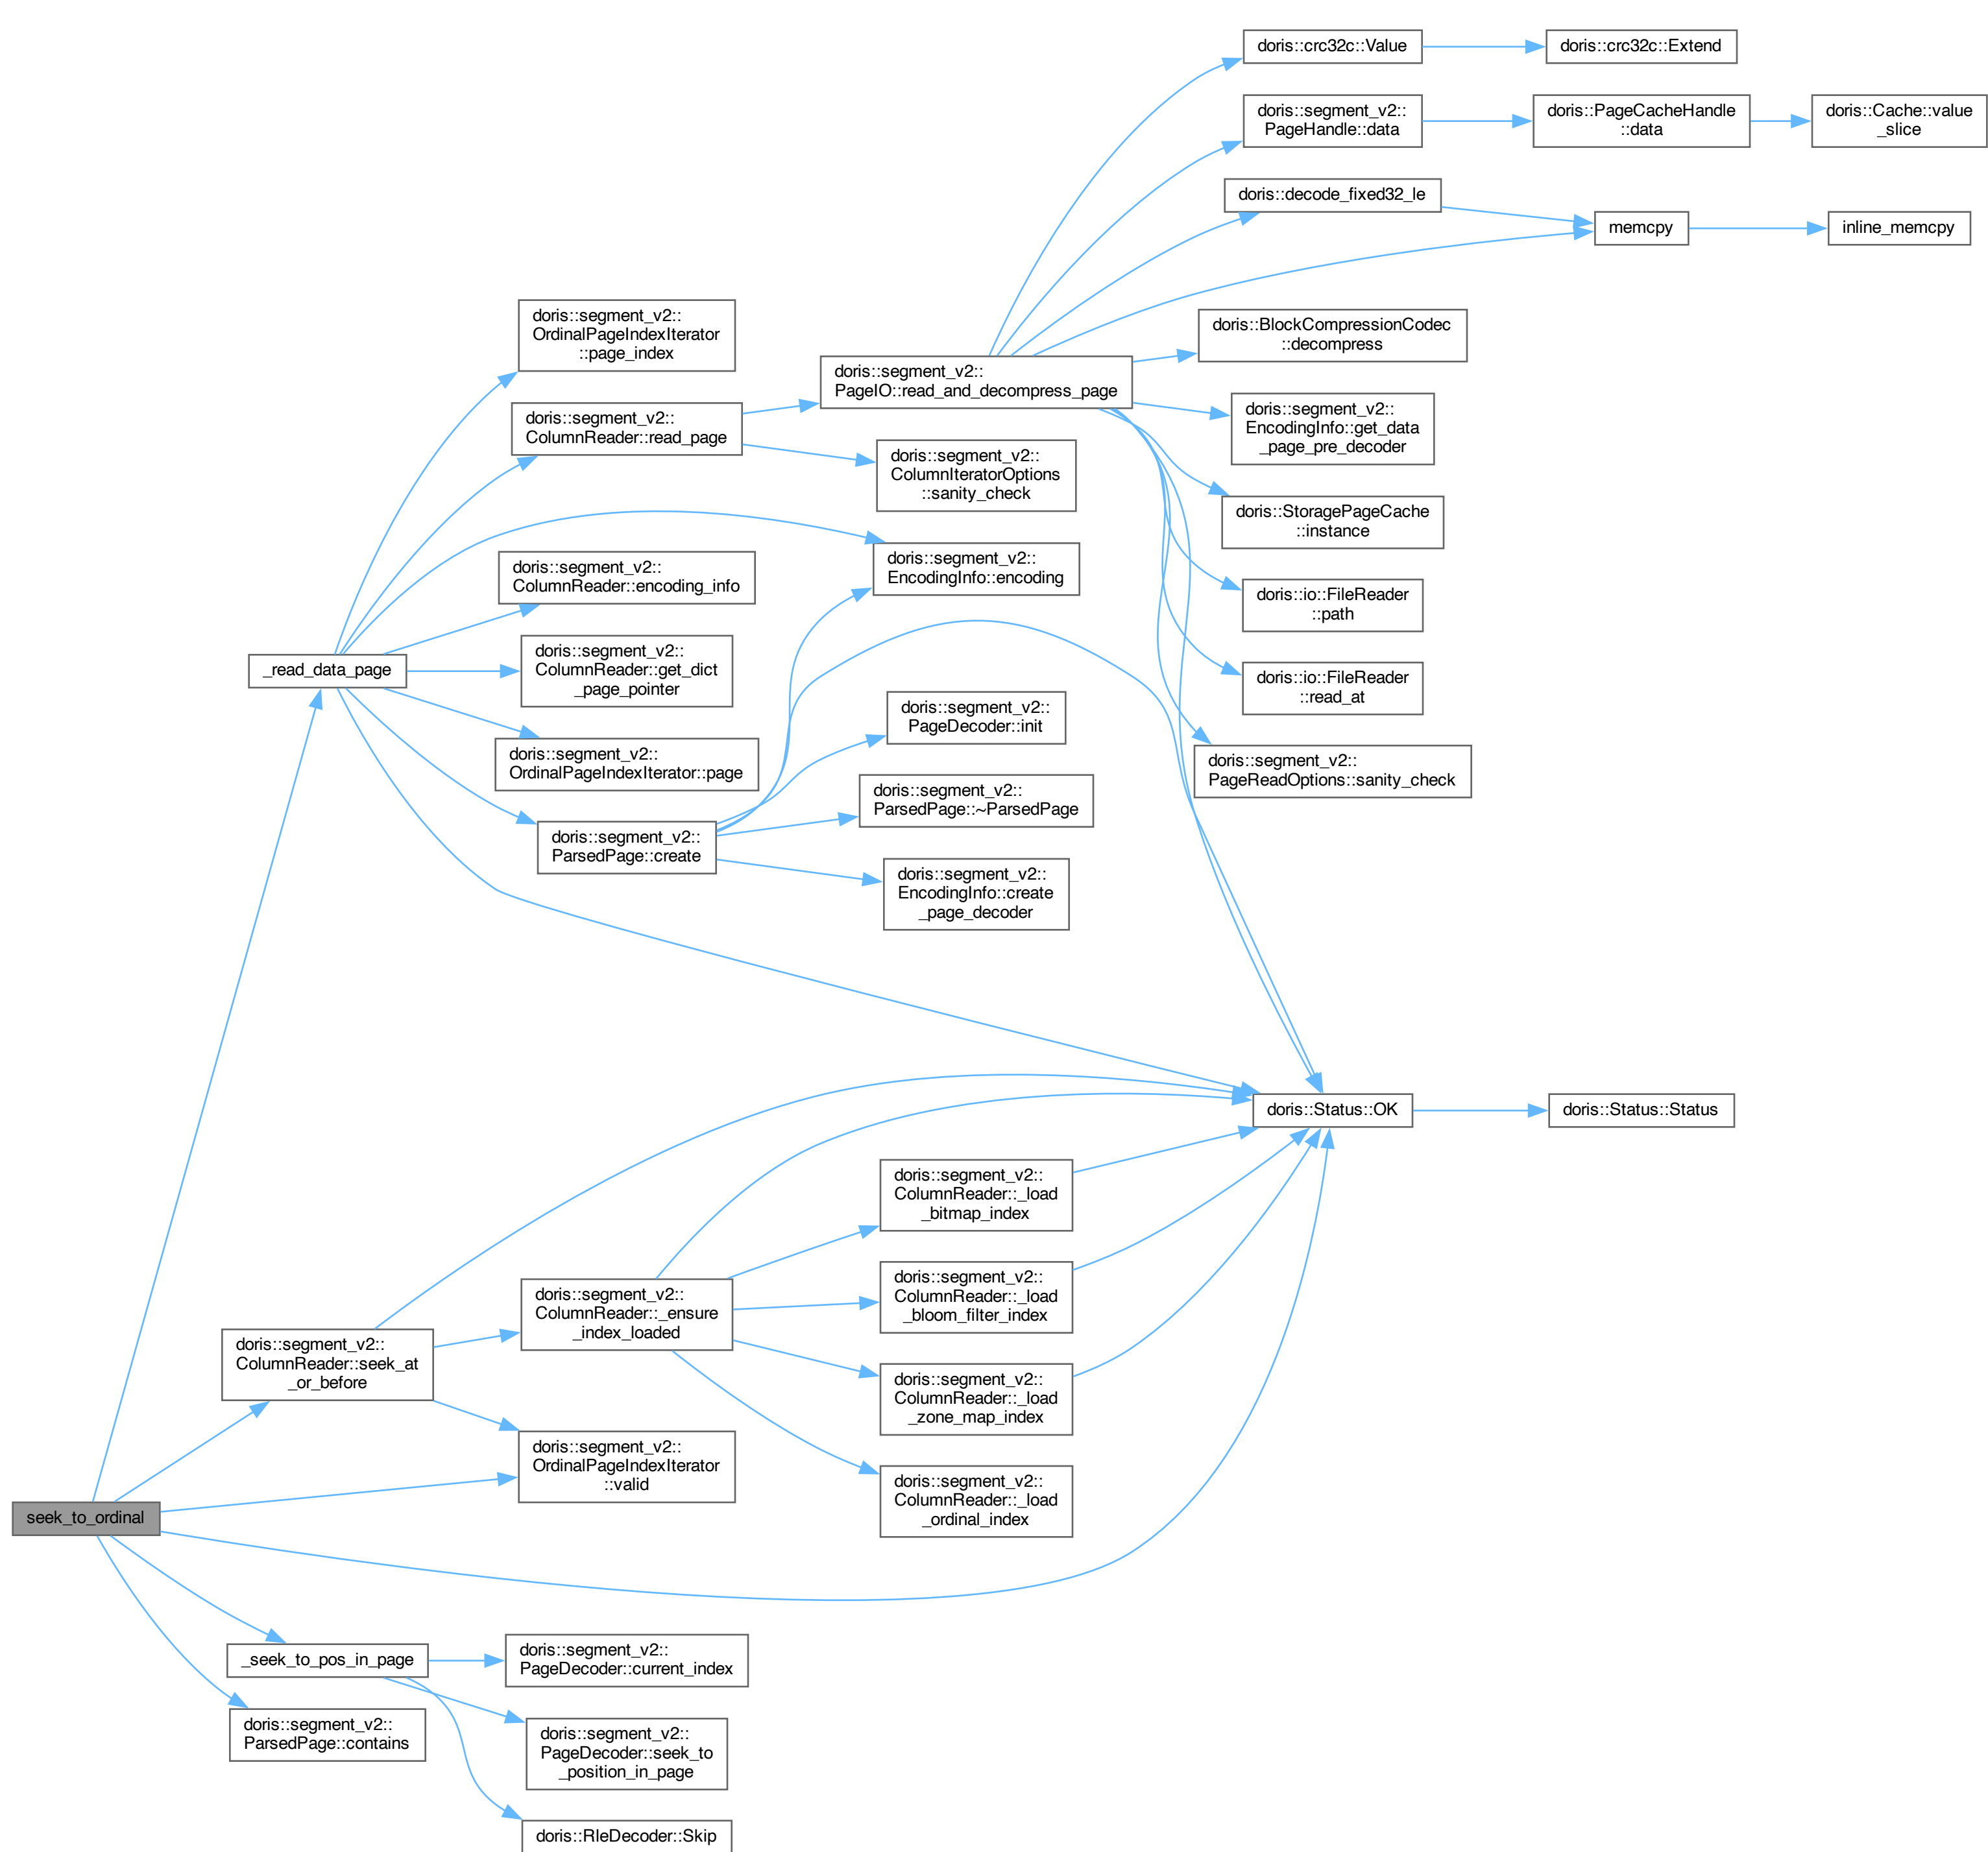 doris::crc32c::Value
doris::crc32c::Extend
doris::segment_v2::
PageHandle::data
doris::PageCacheHandle
::data
doris::Cache::value
_slice
doris::decode_fixed32_le
memcpy
inline_memcpy
doris::segment_v2::
OrdinalPageIndexIterator
::page_index
doris::BlockCompressionCodec
::decompress
doris::segment_v2::
PageIO::read_and_decompress_page
doris::segment_v2::
EncodingInfo::get_data
_page_pre_decoder
doris::segment_v2::
ColumnReader::read_page
doris::segment_v2::
ColumnIteratorOptions
::sanity_check
doris::StoragePageCache
::instance
doris::segment_v2::
EncodingInfo::encoding
doris::segment_v2::
ColumnReader::encoding_info
doris::io::FileReader
::path
_read_data_page
doris::segment_v2::
ColumnReader::get_dict
_page_pointer
doris::io::FileReader
::read_at
doris::segment_v2::
PageDecoder::init
doris::segment_v2::
OrdinalPageIndexIterator::page
doris::segment_v2::
PageReadOptions::sanity_check
doris::segment_v2::
ParsedPage::~ParsedPage
doris::segment_v2::
ParsedPage::create
doris::segment_v2::
EncodingInfo::create
_page_decoder
doris::Status::OK
doris::Status::Status
doris::segment_v2::
ColumnReader::_load
_bitmap_index
doris::segment_v2::
ColumnReader::_load
_bloom_filter_index
doris::segment_v2::
ColumnReader::_ensure
_index_loaded
doris::segment_v2::
ColumnReader::seek_at
_or_before
doris::segment_v2::
ColumnReader::_load
_zone_map_index
doris::segment_v2::
OrdinalPageIndexIterator
::valid
doris::segment_v2::
ColumnReader::_load
_ordinal_index
seek_to_ordinal
_seek_to_pos_in_page
doris::segment_v2::
PageDecoder::current_index
doris::segment_v2::
ParsedPage::contains
doris::segment_v2::
PageDecoder::seek_to
_position_in_page
doris::RleDecoder::Skip